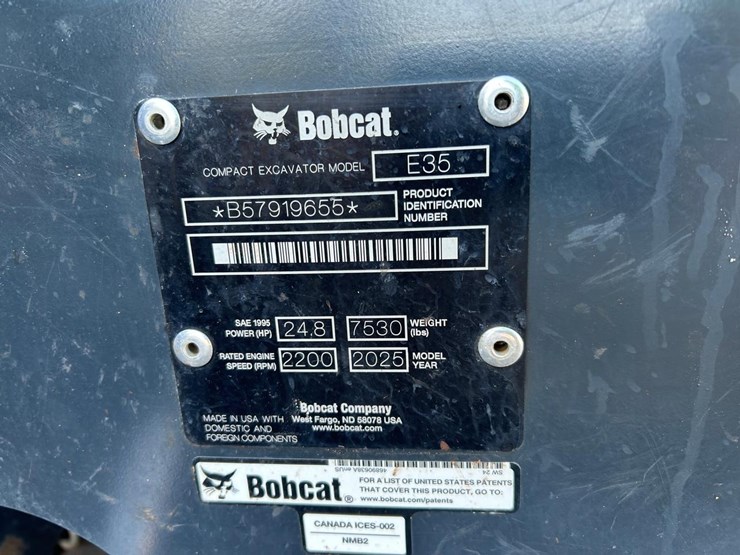 Bobcat®
COMPACT EXCAVATOR MODEL E35
*B57919655* PRODUCT IDENTIFICATION NUMBER
SAE 1995 POWER (HP) 24.8 7530 WEIGHT (lbs)
RATED ENGINE SPEED (RPM) 2200 2025 MODEL YEAR
MADE IN USA WITH DOMESTIC AND FOREIGN COMPONENTS
Bobcat Company
West Fargo, ND 58078 USA
www.bobcat.com
SW 24
Bobcat®
FOR A LIST OF UNITED STATES PATENTS
THAT COVER THIS PRODUCT, GO TO:
www.bobcat.com/patents
CANADA ICES-002
NMB2